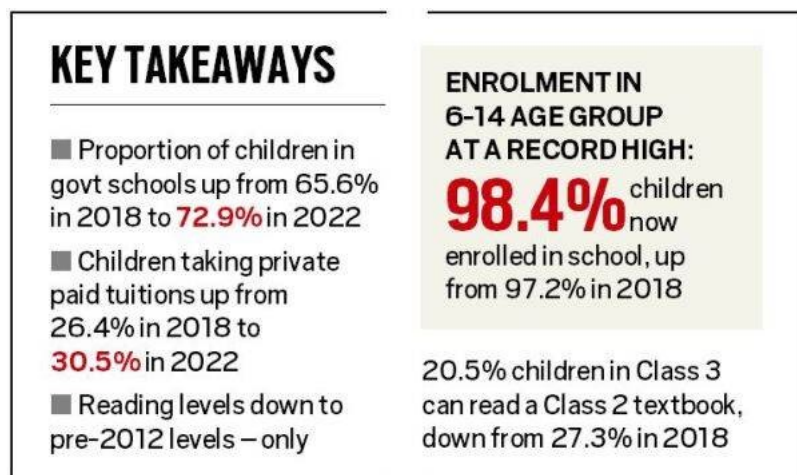 KEY TAKEAWAYS
■ Proportion of children in
govt schools up from 65.6%
in 2018 to 72.9% in 2022
■ Children taking private
paid tuitions up from
26.4% in 2018 to
30.5% in 2022
■ Reading levels down to
pre-2012 levels – only
20.5% children in Class 3
can read a Class 2 textbook,
down from 27.3% in 2018
ENROLMENT IN
6-14 AGE GROUP
AT A RECORD HIGH:
98.4% children
now
enrolled in school, up
from 97.2% in 2018